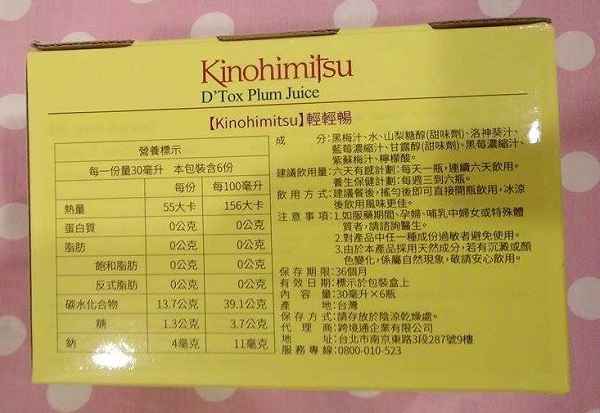 Kinohimitsu
D'Tox Plum Juice
【Kinohimitsu】輕輕暢
營養標示
每一份量30毫升 本包裝含6份
每份 每100毫升
熱量 55大卡 156大卡
蛋白質 0公克 0公克
脂肪 0公克 0公克
飽和脂肪 0公克 0公克
反式脂肪 0公克 0公克
碳水化合物 13.7公克 39.1公克
糖 1.3公克 3.7公克
鈉 4毫克 11毫克
成分:黑梅汁、水、山梨糖醇(甜味劑)、洛神葵汁、
藍莓濃縮汁、甘露醇(甜味劑)、黑莓濃縮汁、
紫蘇梅汁、檸檬酸。
建議飲用量:六天有感計劃:每天一瓶,連續六天飲用。
養生保健計劃:每週三到六瓶。
飲用方式:建議餐後,搖勻後即可直接開瓶飲用,冰涼
後飲用風味更佳。
注意事項:1.如服藥期間、孕婦、哺乳中婦女或特殊體
質者,請諮詢醫生。
2.對產品中任一種成份過敏者避免使用。
3.由於本產品採用天然成分,若有沉澱或顏
色變化,係屬自然現象,敬請安心飲用。
保存期限:36個月
有效日期:標示於包裝盒上
內容量:30毫升×6瓶
產地:台灣
保存方式:請存放於陰涼乾燥處。
代理商:跨境通企業有限公司
地址:台北市南京東路3段287號9樓
服務專線:0800-010-523